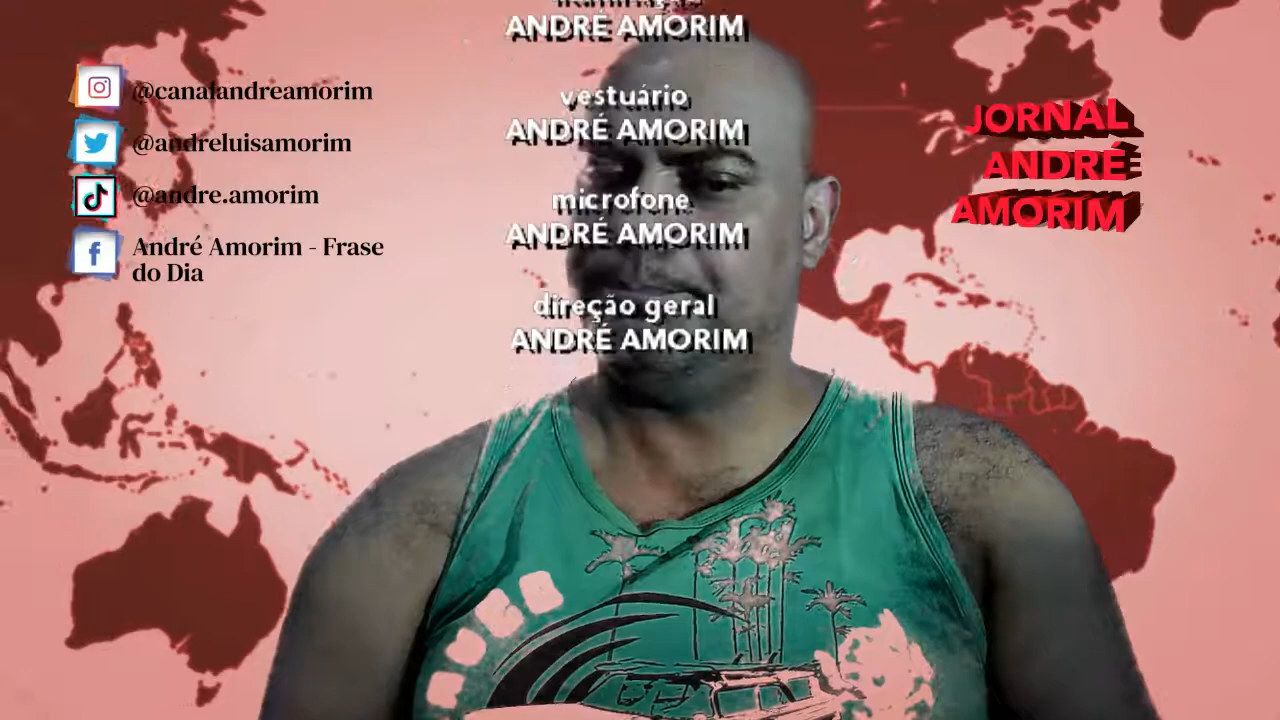 @canalandreamorim
@andreluisamorim
@andre.amorim
André Amorim - Frase
do Dia
ANDRÉ AMORIM
vestuário
ANDRÉ AMORIM
microfone
ANDRÉ AMORIM
direção geral
ANDRÉ AMORIM
JORNAL
ANDRÉ
AMORIM